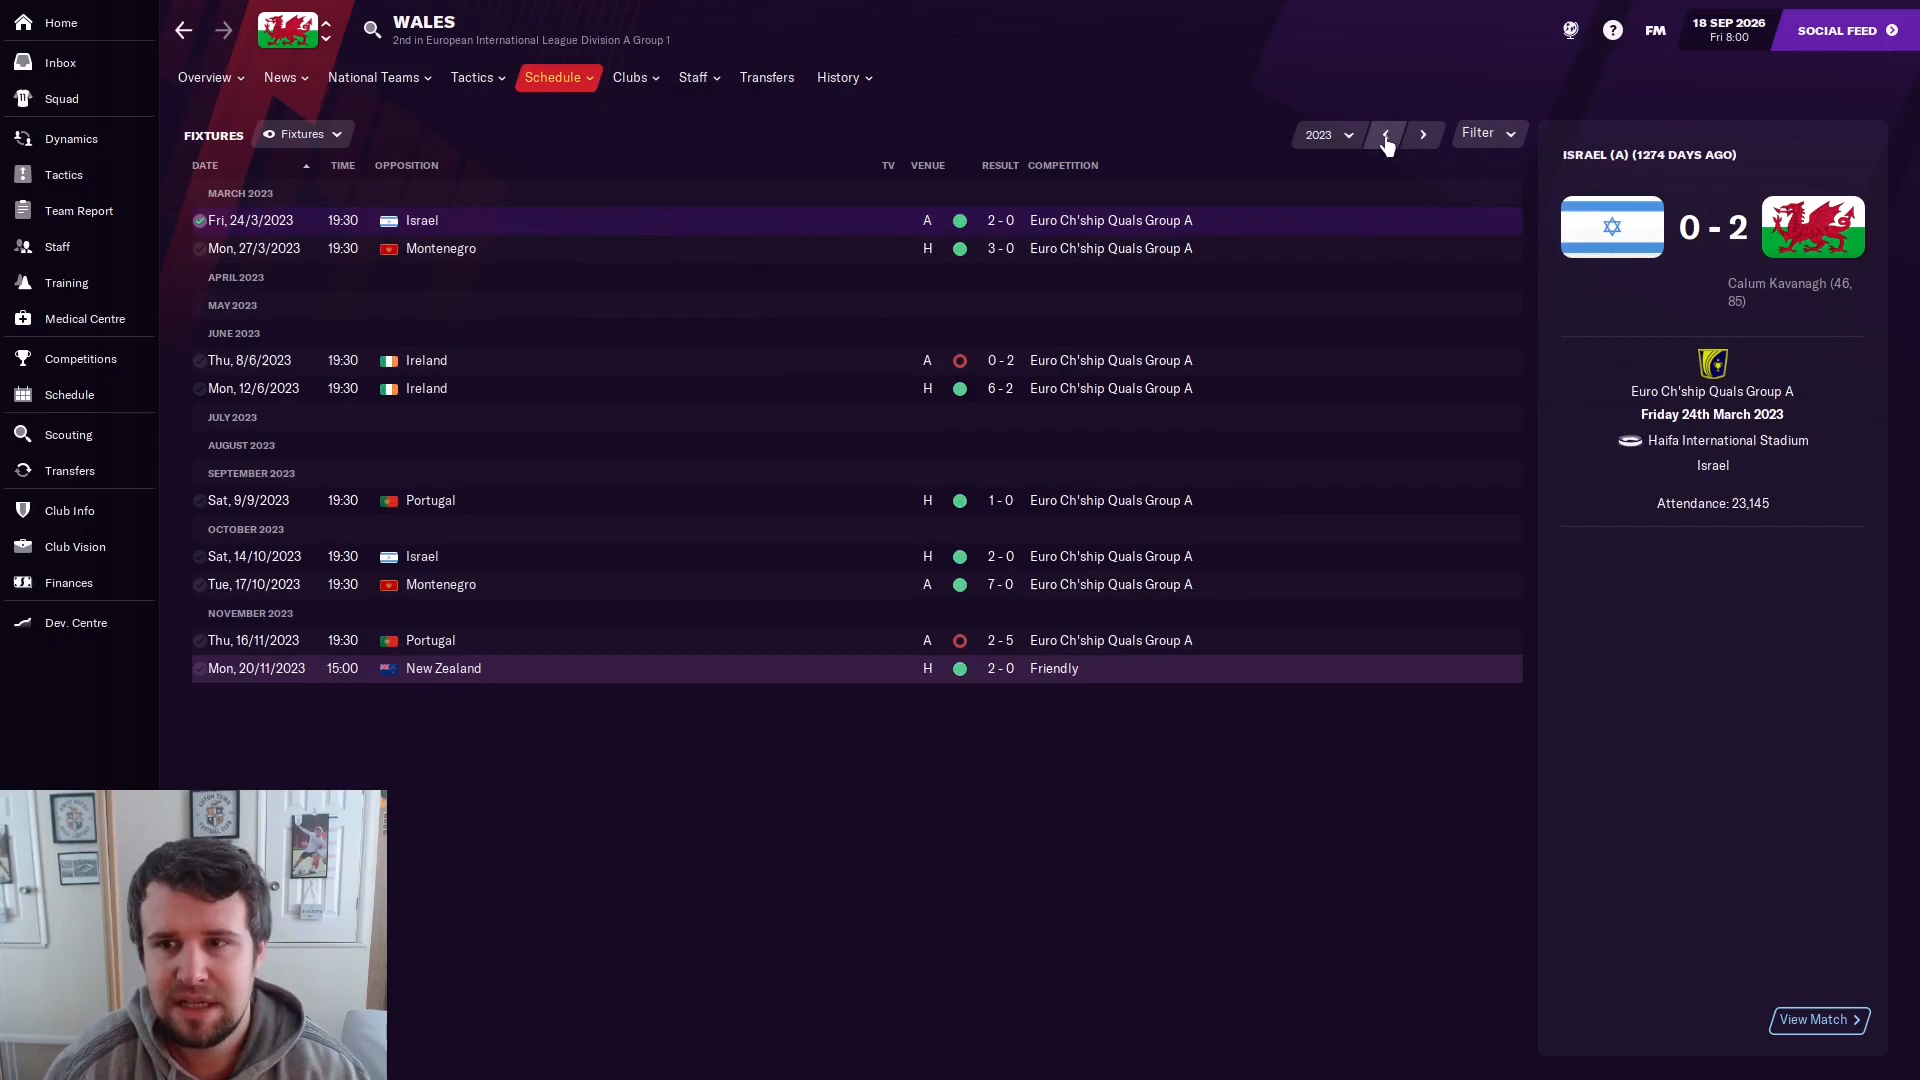 Home
Inbox
Squad
Dynamics
Tactics
Team Report
Staff
Training
Medical Centre
Competitions
Schedule
Scouting
Transfers
Club Info
Club Vision
Finances
Dev. Centre
WALES
2nd in European International League Division A Group 1
FM
18 SEP 2026
Fri 8:00
SOCIAL FEED
Overview News National Teams Tactics Schedule Clubs Staff Transfers History
FIXTURES Fixtures 2023 Filter
DATE TIME OPPOSITION TV VENUE RESULT COMPETITION
MARCH 2023
Fri, 24/3/2023 19:30 Israel A 2 - 0 Euro Ch'ship Quals Group A
Mon, 27/3/2023 19:30 Montenegro H 3 - 0 Euro Ch'ship Quals Group A
APRIL 2023
MAY 2023
JUNE 2023
Thu, 8/6/2023 19:30 Ireland A 0 - 2 Euro Ch'ship Quals Group A
Mon, 12/6/2023 19:30 Ireland H 6 - 2 Euro Ch'ship Quals Group A
JULY 2023
AUGUST 2023
SEPTEMBER 2023
Sat, 9/9/2023 19:30 Portugal H 1 - 0 Euro Ch'ship Quals Group A
OCTOBER 2023
Sat, 14/10/2023 19:30 Israel H 2 - 0 Euro Ch'ship Quals Group A
Tue, 17/10/2023 19:30 Montenegro A 7 - 0 Euro Ch'ship Quals Group A
NOVEMBER 2023
Thu, 16/11/2023 19:30 Portugal A 2 - 5 Euro Ch'ship Quals Group A
Mon, 20/11/2023 15:00 New Zealand H 2 - 0 Friendly
ISRAEL (A) (1274 DAYS AGO)
0 - 2
Calum Kavanagh (46,
85)
Euro Ch'ship Quals Group A
Friday 24th March 2023
Haifa International Stadium
Israel
Attendance: 23,145
View Match
LUTON TOWN